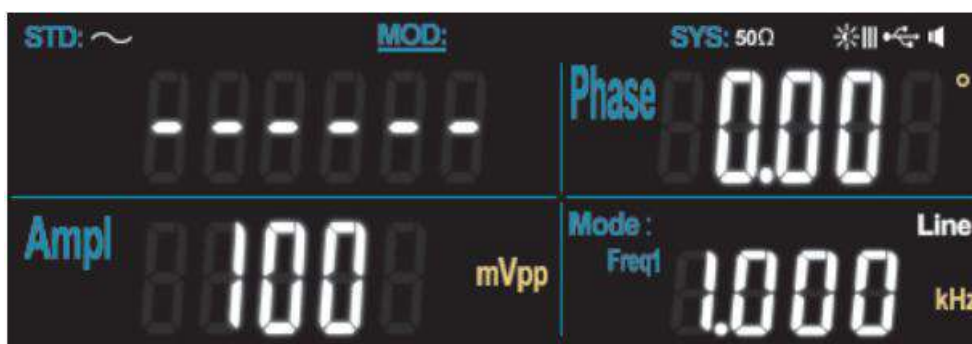 STD: MOD: SYS: 50Ω
------ Phase 0.00 °
Ampl 100 mVpp
Mode: Line
Freq1 1.000 kHz